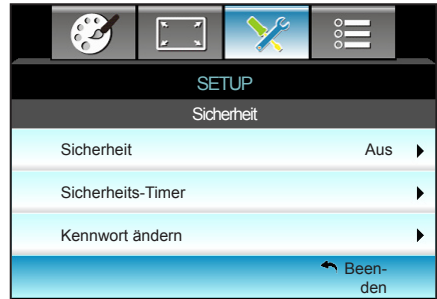 SETUP
Sicherheit
Sicherheit Aus
Sicherheits-Timer
Kennwort ändern
Been-
den